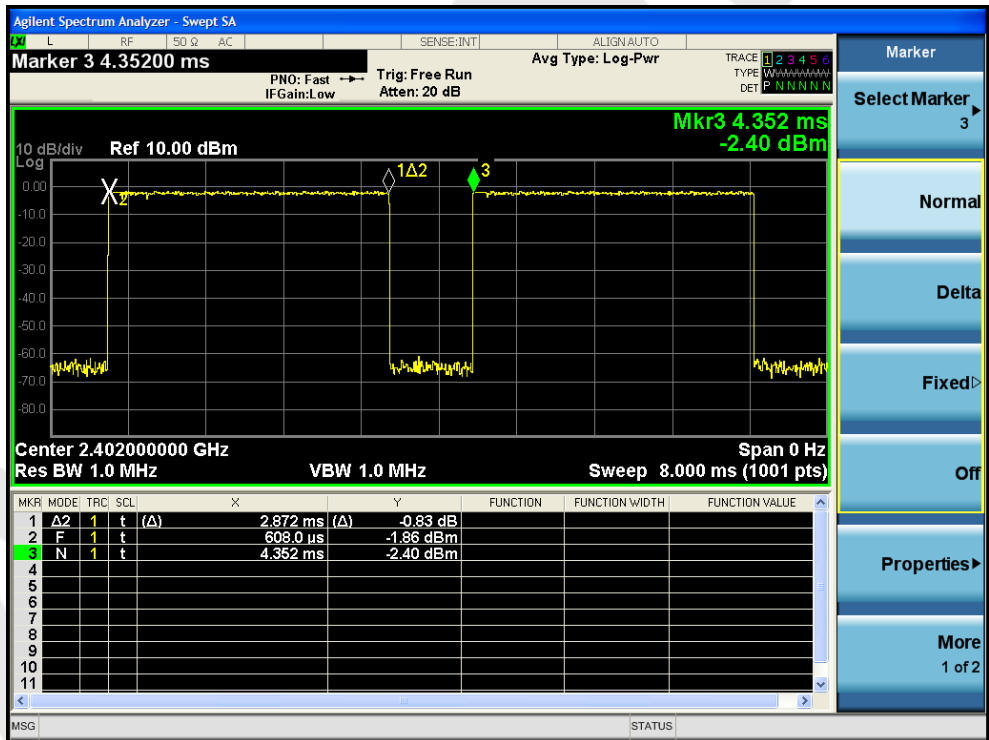 Agilent Spectrum Analyzer - Swept SA
LXI L RF 50 Ω AC SENSE:INT ALIGN AUTO
Marker 3 4.35200 ms
PNO: Fast
IFGain:Low
Trig: Free Run
Atten: 20 dB
Avg Type: Log-Pwr
TRACE 1 2 3 4 5 6
TYPE WWWWWW
DET P N N N N N
Mkr3 4.352 ms
-2.40 dBm
10 dB/div Ref 10.00 dBm
Log
1Δ2
3
2
0.00
-10.0
-20.0
-30.0
-40.0
-50.0
-60.0
-70.0
-80.0
Center 2.402000000 GHz Span 0 Hz
Res BW 1.0 MHz VBW 1.0 MHz Sweep 8.000 ms (1001 pts)
MKR MODE TRC SCL X Y FUNCTION FUNCTION WIDTH FUNCTION VALUE
1 Δ2 1 t (Δ) 2.872 ms (Δ) -0.83 dB
2 F 1 t 608.0 µs -1.86 dBm
3 N 1 t 4.352 ms -2.40 dBm
4
5
6
7
8
9
10
11
MSG STATUS
Marker
Select Marker
3
Normal
Delta
Fixed
Off
Properties
More
1 of 2